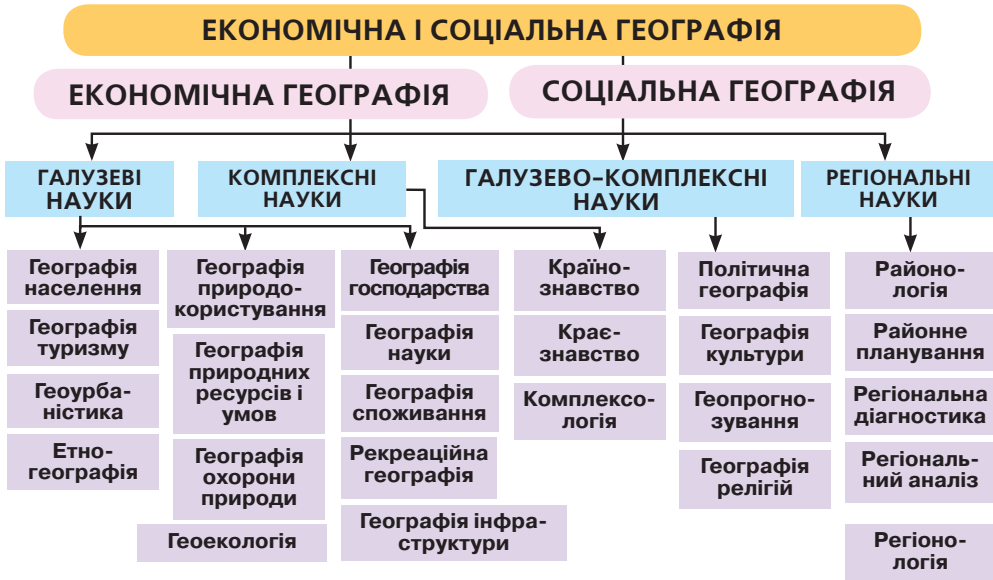 ЕКОНОМІЧНА І СОЦІАЛЬНА ГЕОГРАФІЯ
ЕКОНОМІЧНА ГЕОГРАФІЯ
СОЦІАЛЬНА ГЕОГРАФІЯ
ГАЛУЗЕВІ
НАУКИ
КОМПЛЕКСНІ
НАУКИ
ГАЛУЗЕВО-КОМПЛЕКСНІ
НАУКИ
РЕГІОНАЛЬНІ
НАУКИ
Географія
населення
Географія
туризму
Геоурба-
ністика
Етно-
географія
Географія
природо-
користування
Географія
природних
ресурсів і
умов
Географія
охорони
природи
Геоекологія
Географія
господарства
Географія
науки
Географія
споживання
Рекреаційна
географія
Географія інфра-
структури
Країно-
знавство
Крає-
знавство
Комплексо-
логія
Політична
географія
Географія
культури
Геопрогно-
зування
Географія
релігій
Районо-
логія
Районне
планування
Регіональна
діагностика
Регіональ-
ний аналіз
Регіоно-
логія